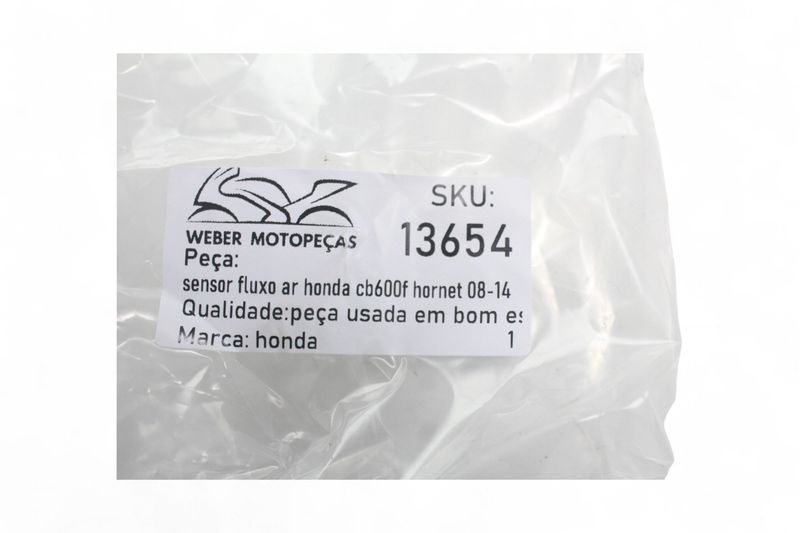 SKU:
13654
WEBER MOTOPEÇAS
Peça:
sensor fluxo ar honda cb600f hornet 08-14
Qualidade:peça usada em bom es
Marca: honda 1